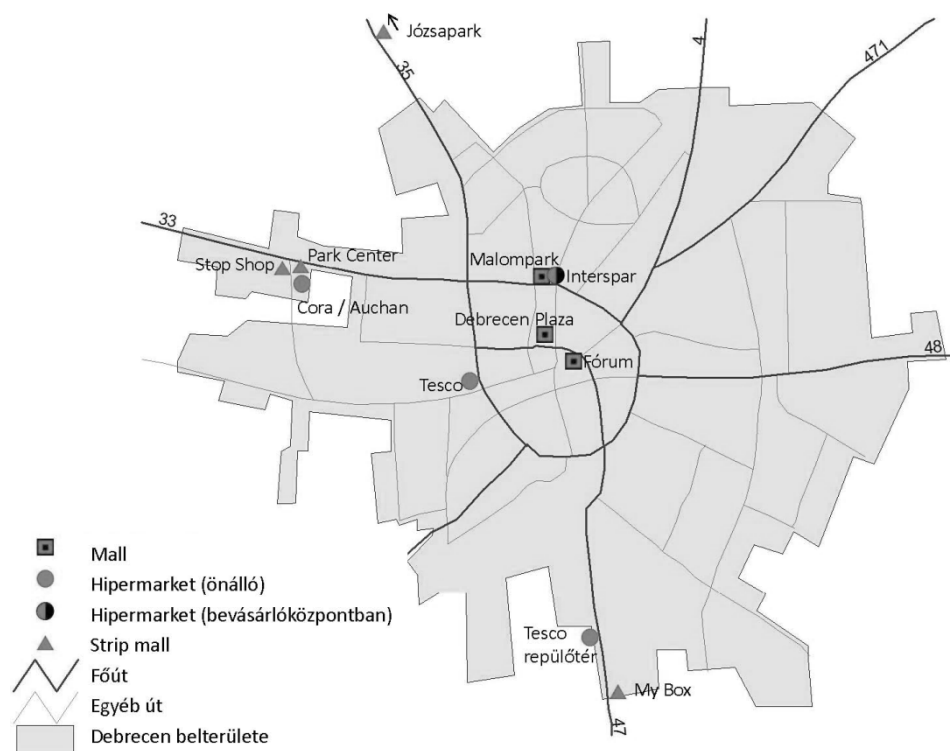 Józsapark
35
4
471
33
Stop Shop
Park Center
Cora / Auchan
Malompark
Interspar
Debrecen Plaza
Fórum
48
Tesco
Mall
Hipermarket (önálló)
Hipermarket (bevásárlóközpontban)
Strip mall
Főút
Egyéb út
Debrecen belterülete
Tesco
repülőtér
My Box
47